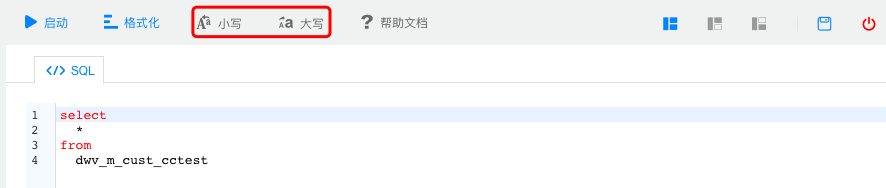 启动 格式化 小写 大写 ? 帮助文档
</> SQL
1 select
2 *
3 from
4 dwv_m_cust_cctest